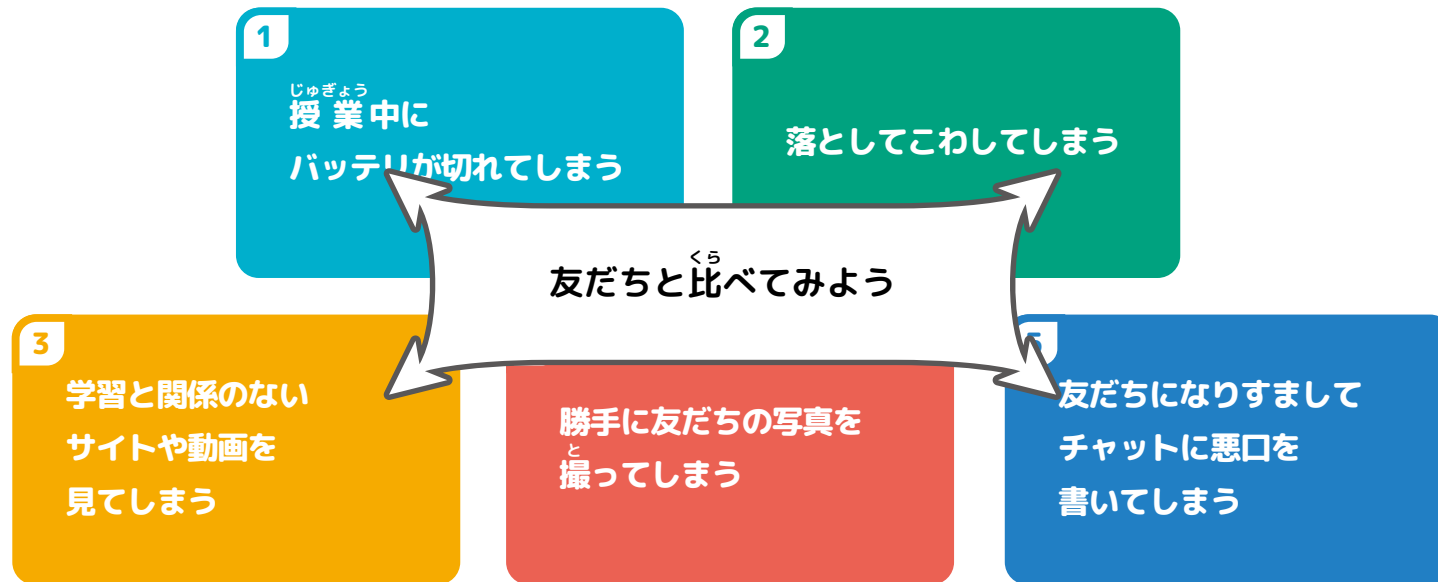 1
じゅぎょう
授業中に
バッテリが切れてしまう
2
落としてこわしてしまう
くら
友だちと比べてみよう
3
学習と関係のない
サイトや動画を
見てしまう
勝手に友だちの写真を
と
撮ってしまう
5
友だちになりすまして
チャットに悪口を
書いてしまう